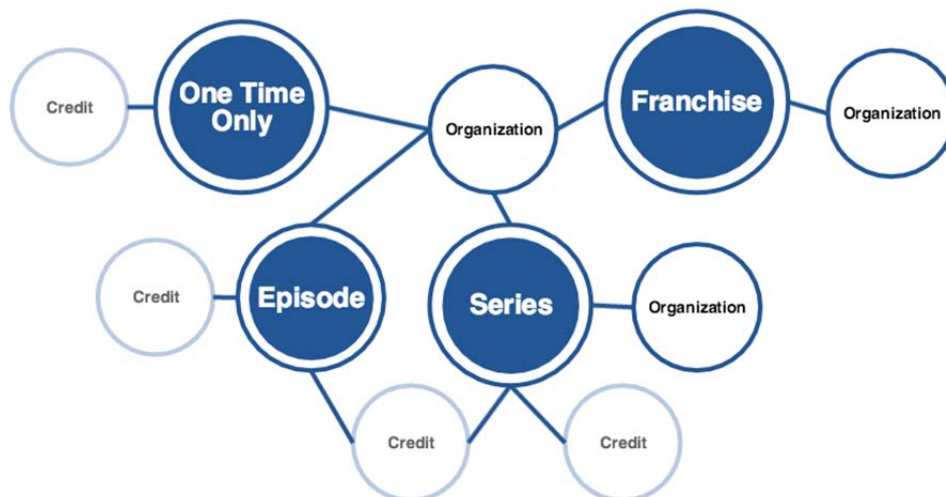 Credit
One Time
Only
Organization
Franchise
Organization
Credit
Episode
Series
Organization
Credit
Credit